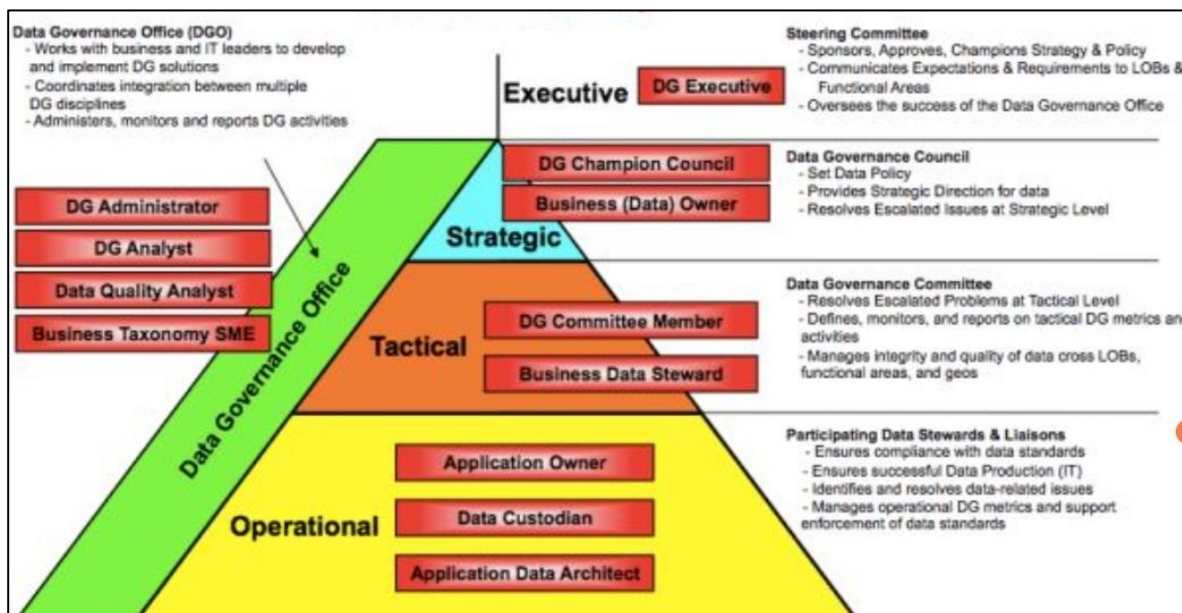 Data Governance Office (DGO)
- Works with business and IT leaders to develop
and implement DG solutions
- Coordinates integration between multiple
DG disciplines
- Administers, monitors and reports DG activities
DG Administrator
DG Analyst
Data Quality Analyst
Business Taxonomy SME
Data Governance Office
Executive
DG Executive
DG Champion Council
Business (Data) Owner
Strategic
Tactical
DG Committee Member
Business Data Steward
Operational
Application Owner
Data Custodian
Application Data Architect
Steering Committee
- Sponsors, Approves, Champions Strategy & Policy
- Communicates Expectations & Requirements to LOBs &
Functional Areas
- Oversees the success of the Data Governance Office
Data Governance Council
- Set Data Policy
- Provides Strategic Direction for data
- Resolves Escalated Issues at Strategic Level
Data Governance Committee
- Resolves Escalated Problems at Tactical Level
- Defines, monitors, and reports on tactical DG metrics and
activities
- Manages integrity and quality of data cross LOBs,
functional areas, and geos
Participating Data Stewards & Liaisons
- Ensures compliance with data standards
- Ensures successful Data Production (IT)
- Identifies and resolves data-related issues
- Manages operational DG metrics and support
enforcement of data standards